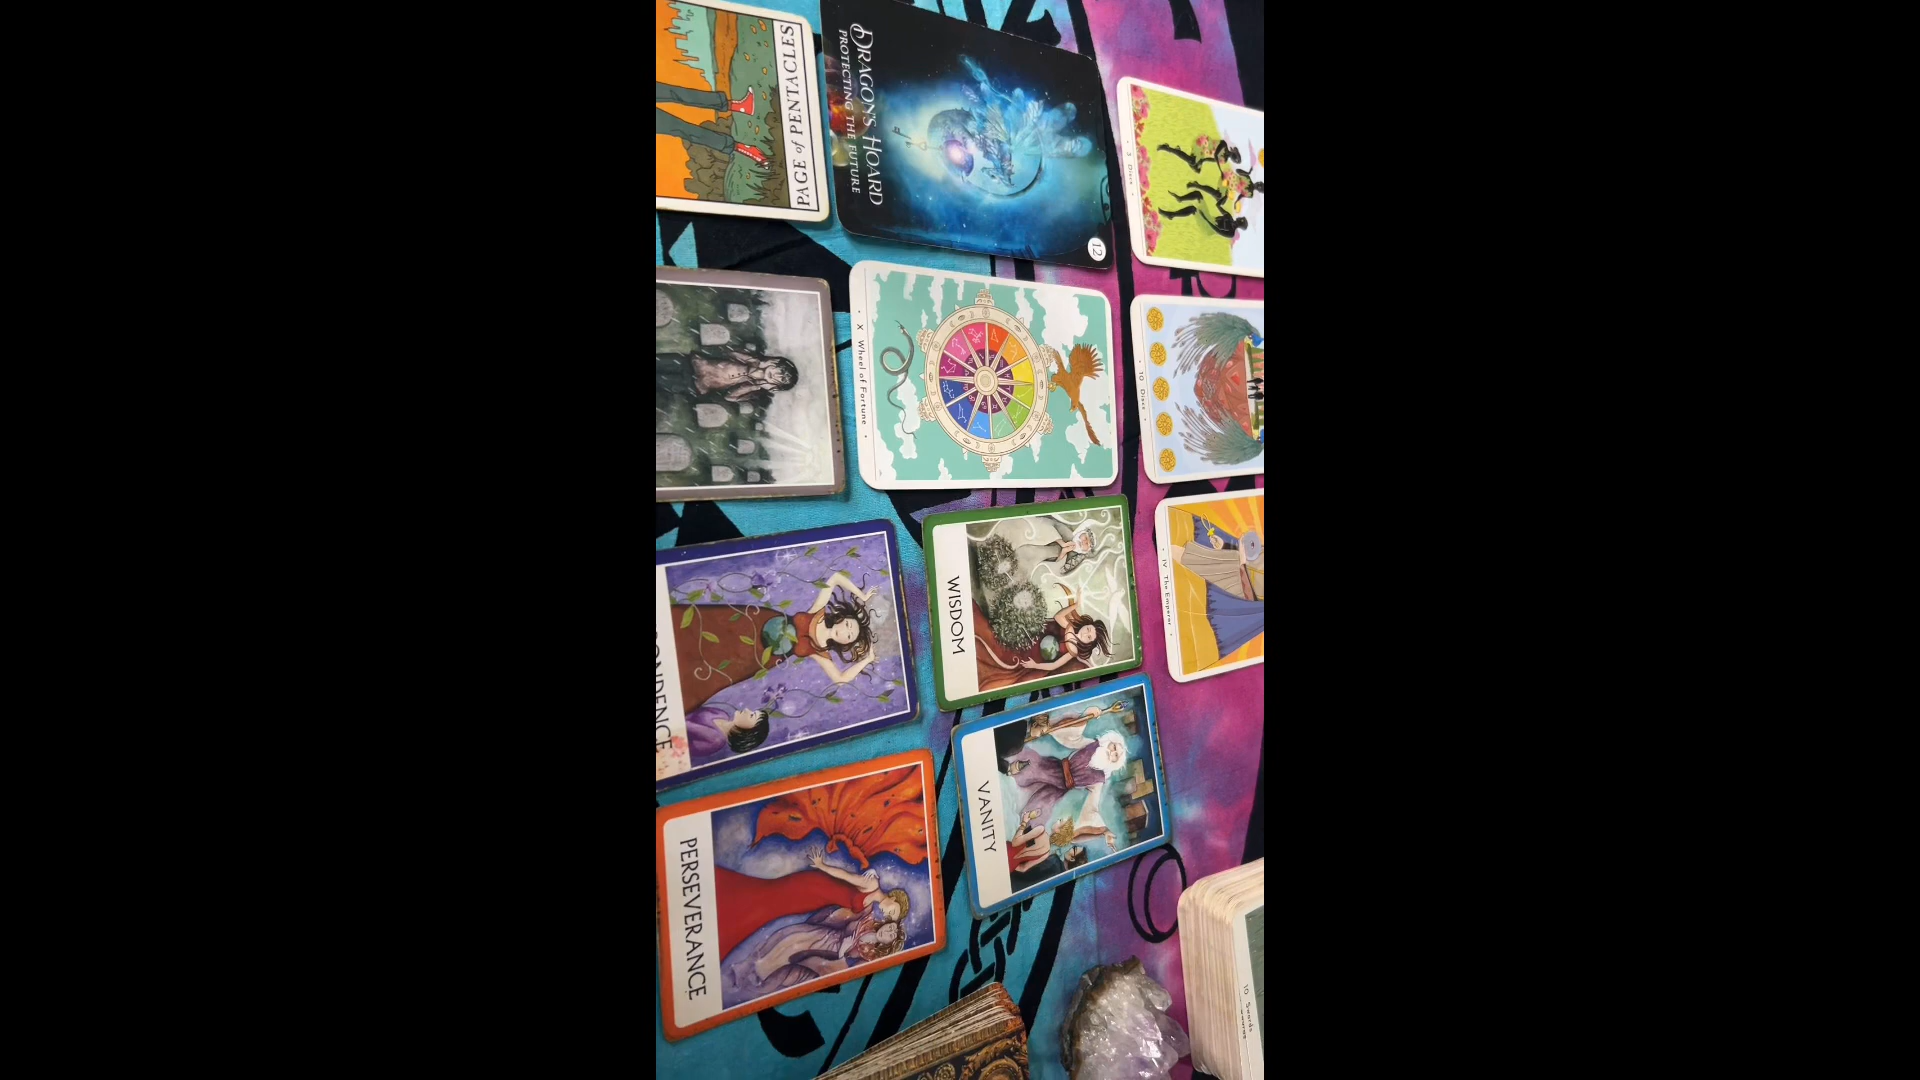 PAGE of PENTACLES
DRAGON'S HOARD
PROTECTING THE FUTURE
12
3 Discs
X Wheel of Fortune
10 Discs
WISDOM
IV The Emperor
VANITY
PERSEVERANCE
10 Swords